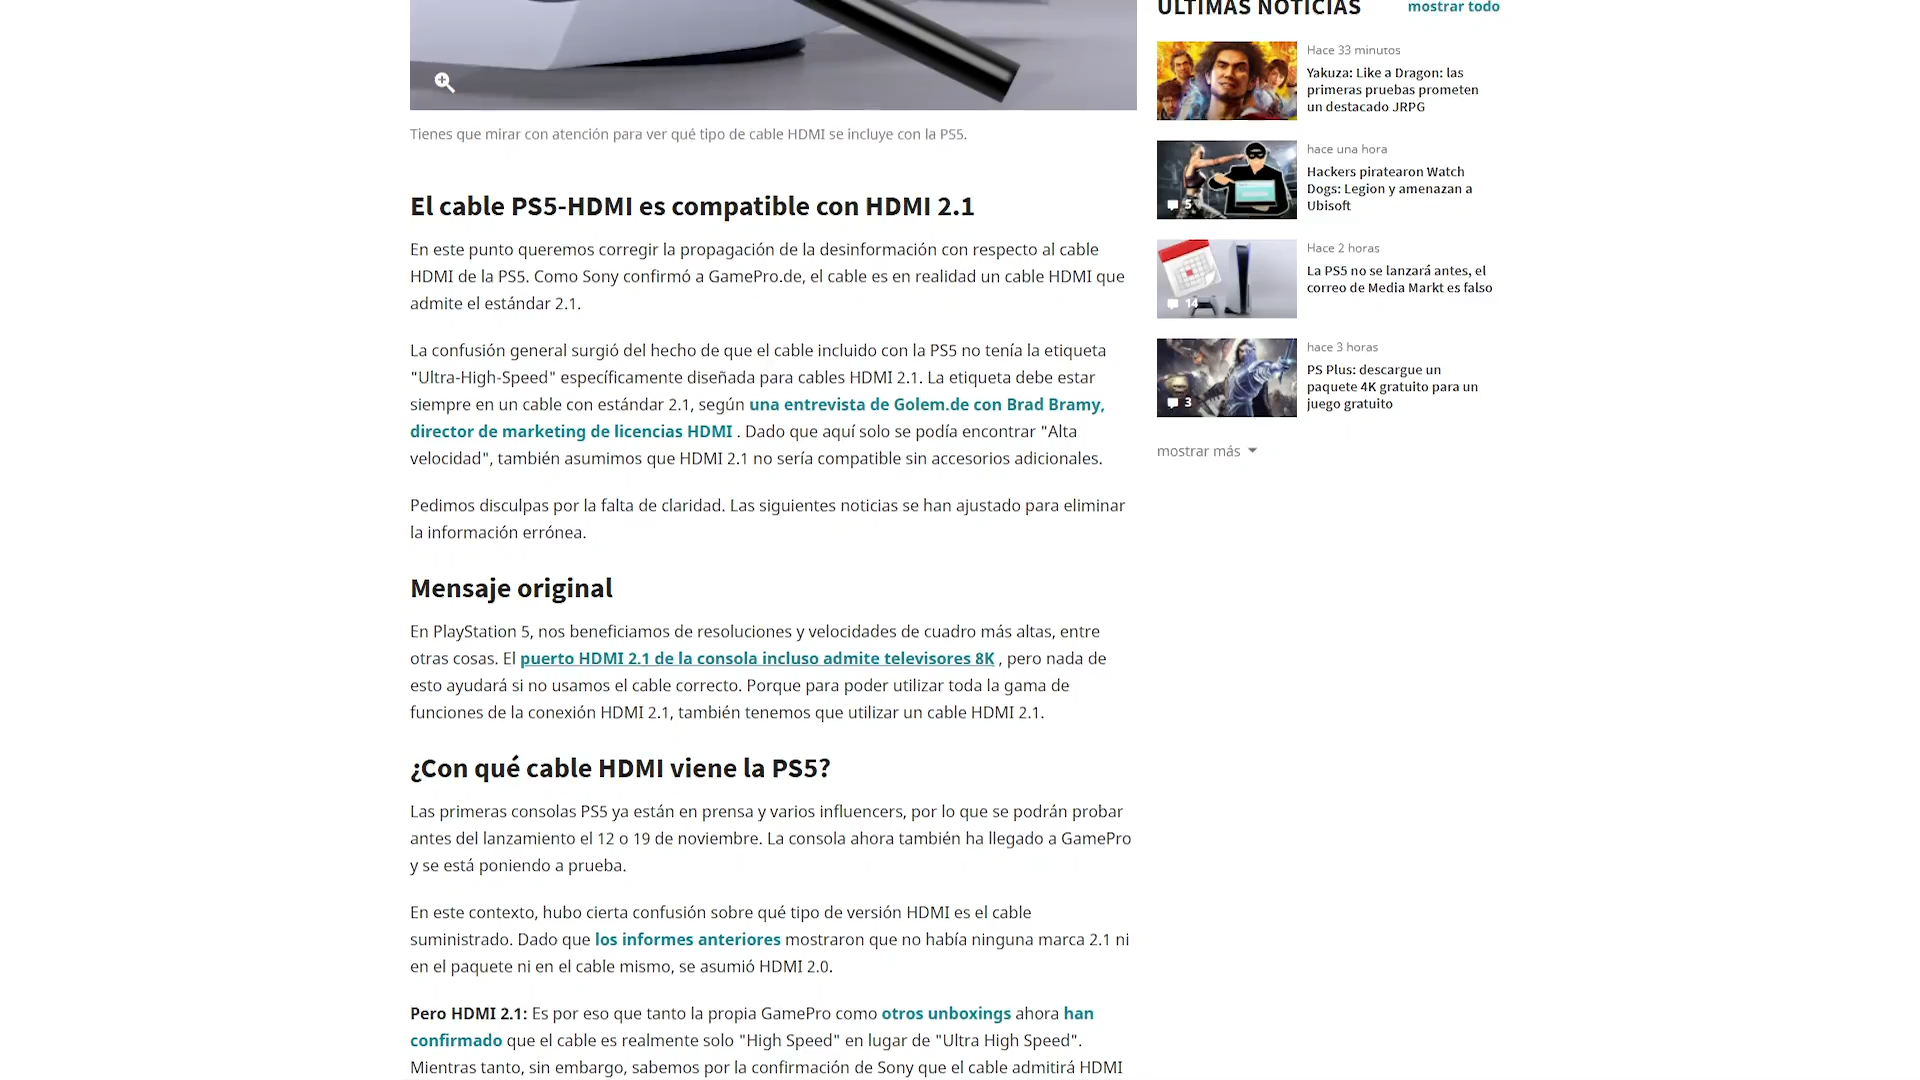 Tienes que mirar con atención para ver qué tipo de cable HDMI se incluye con la PS5.
El cable PS5-HDMI es compatible con HDMI 2.1
En este punto queremos corregir la propagación de la desinformación con respecto al cable
HDMI de la PS5. Como Sony confirmó a GamePro.de, el cable es en realidad un cable HDMI que
admite el estándar 2.1.
La confusión general surgió del hecho de que el cable incluido con la PS5 no tenía la etiqueta
"Ultra-High-Speed" específicamente diseñada para cables HDMI 2.1. La etiqueta debe estar
siempre en un cable con estándar 2.1, según una entrevista de Golem.de con Brad Bramy,
director de marketing de licencias HDMI . Dado que aquí solo se podía encontrar "Alta
velocidad", también asumimos que HDMI 2.1 no sería compatible sin accesorios adicionales.
Pedimos disculpas por la falta de claridad. Las siguientes noticias se han ajustado para eliminar
la información errónea.
Mensaje original
En PlayStation 5, nos beneficiamos de resoluciones y velocidades de cuadro más altas, entre
otras cosas. El puerto HDMI 2.1 de la consola incluso admite televisores 8K , pero nada de
esto ayudará si no usamos el cable correcto. Porque para poder utilizar toda la gama de
funciones de la conexión HDMI 2.1, también tenemos que utilizar un cable HDMI 2.1.
¿Con qué cable HDMI viene la PS5?
Las primeras consolas PS5 ya están en prensa y varios influencers, por lo que se podrán probar
antes del lanzamiento el 12 o 19 de noviembre. La consola ahora también ha llegado a GamePro
y se está poniendo a prueba.
En este contexto, hubo cierta confusión sobre qué tipo de versión HDMI es el cable
suministrado. Dado que los informes anteriores mostraron que no había ninguna marca 2.1 ni
en el paquete ni en el cable mismo, se asumió HDMI 2.0.
Pero HDMI 2.1: Es por eso que tanto la propia GamePro como otros unboxings ahora han
confirmado que el cable es realmente solo "High Speed" en lugar de "Ultra High Speed".
Mientras tanto, sin embargo, sabemos por la confirmación de Sony que el cable admitirá HDMI
ÚLTIMAS NOTICIAS mostrar todo
Hace 33 minutos
Yakuza: Like a Dragon: las
primeras pruebas prometen
un destacado JRPG
hace una hora
Hackers piratearon Watch
Dogs: Legion y amenazan a
Ubisoft
5
Hace 2 horas
La PS5 no se lanzará antes, el
correo de Media Markt es falso
14
hace 3 horas
PS Plus: descargue un
paquete 4K gratuito para un
juego gratuito
3
mostrar más